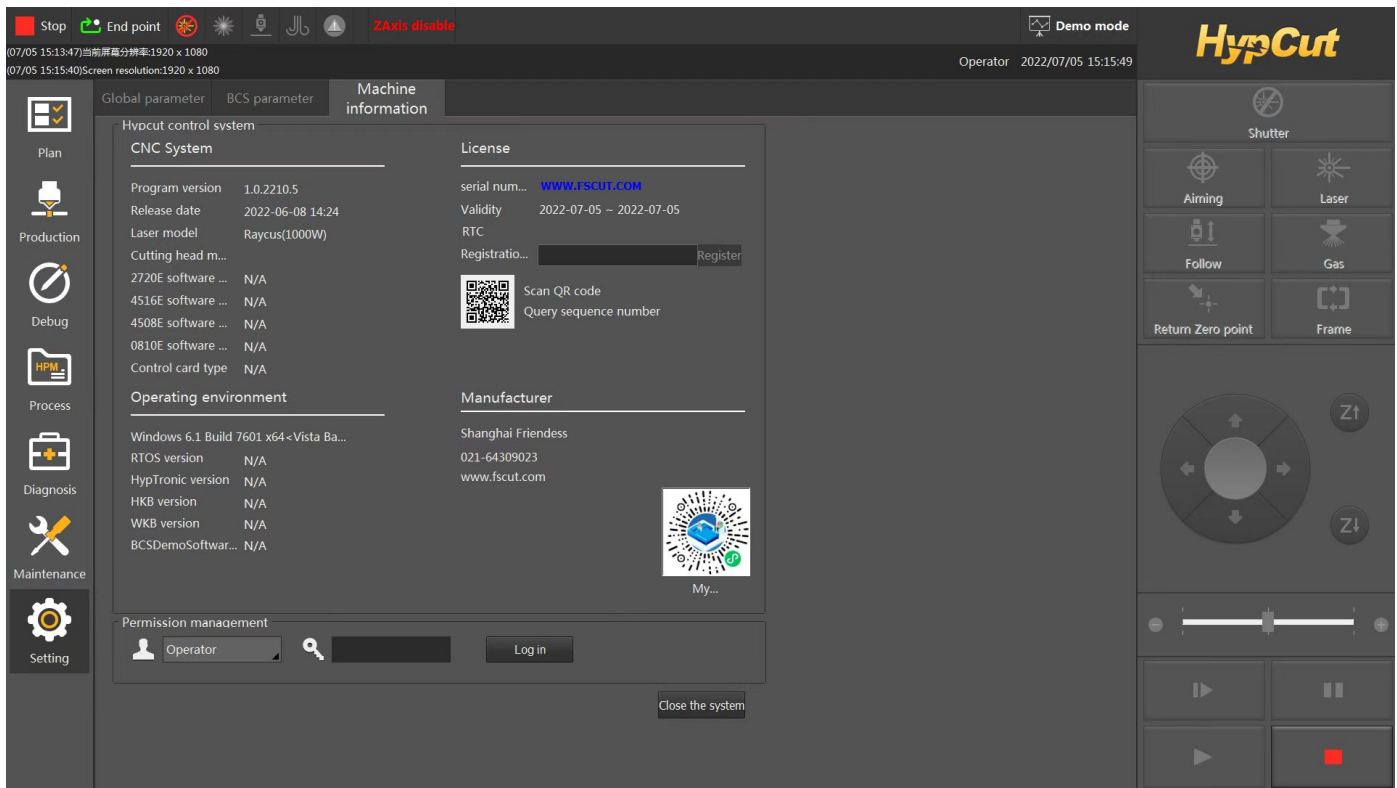 Stop End point ZAxis disable Demo mode
(07/05 15:13:47)当前屏幕分辨率:1920 x 1080
(07/05 15:15:40)Screen resolution:1920 x 1080
Operator 2022/07/05 15:15:49
HypCut
Plan
Production
Debug
HPM
Process
Diagnosis
Maintenance
Setting
Global parameter BCS parameter Machine
information
Hypcut control system
CNC System
Program version 1.0.2210.5
Release date 2022-06-08 14:24
Laser model Raycus(1000W)
Cutting head m...
2720E software ... N/A
4516E software ... N/A
4508E software ... N/A
0810E software ... N/A
Control card type N/A
License
serial num... WWW.FSCUT.COM
Validity 2022-07-05 ~ 2022-07-05
RTC
Registratio... Register
Scan QR code
Query sequence number
Operating environment
Windows 6.1 Build 7601 x64<Vista Ba...
RTOS version N/A
HypTronic version N/A
HKB version N/A
WKB version N/A
BCSDemoSoftwar... N/A
Manufacturer
Shanghai Friendess
021-64309023
www.fscut.com
My...
Permission management
Operator Log in
Close the system
Shutter
Aiming Laser
Follow Gas
Return Zero point Frame
Z↑
Z↓